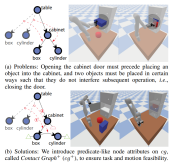 table
cabinet
box
cylinder
box
cylinder
(a) Problems: Opening the cabinet door must precede placing an
object into the cabinet, and two objects must be placed in certain
ways such that they do not interfere subsequent operation, i.e.,
closing the door.
table
cabinet
box
cylinder
box
cylinder
(b) Solutions: We introduce predicate-like node attributes on cg,
called Contact Graph⁺ (cg⁺), to ensure task and motion feasibility.